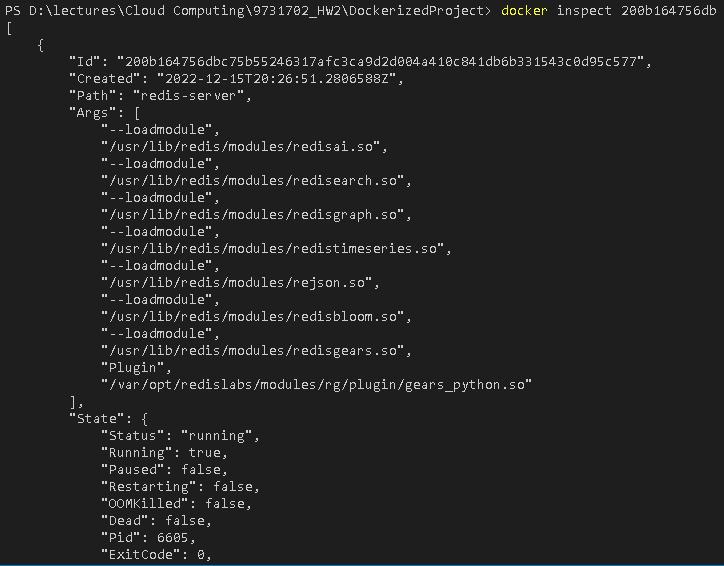 PS D:\lectures\Cloud Computing\9731702_HW2\DockerizedProject> docker inspect 200b164756db
[
    {
        "Id": "200b164756dbc75b55246317afc3ca9d2d004a410c841db6b331543c0d95c577",
        "Created": "2022-12-15T20:26:51.2806588Z",
        "Path": "redis-server",
        "Args": [
            "--loadmodule",
            "/usr/lib/redis/modules/redisai.so",
            "--loadmodule",
            "/usr/lib/redis/modules/redisearch.so",
            "--loadmodule",
            "/usr/lib/redis/modules/redisgraph.so",
            "--loadmodule",
            "/usr/lib/redis/modules/redistimeseries.so",
            "--loadmodule",
            "/usr/lib/redis/modules/rejson.so",
            "--loadmodule",
            "/usr/lib/redis/modules/redisbloom.so",
            "--loadmodule",
            "/usr/lib/redis/modules/redisgears.so",
            "Plugin",
            "/var/opt/redislabs/modules/rg/plugin/gears_python.so"
        ],
        "State": {
            "Status": "running",
            "Running": true,
            "Paused": false,
            "Restarting": false,
            "OOMKilled": false,
            "Dead": false,
            "Pid": 6605,
            "ExitCode": 0,